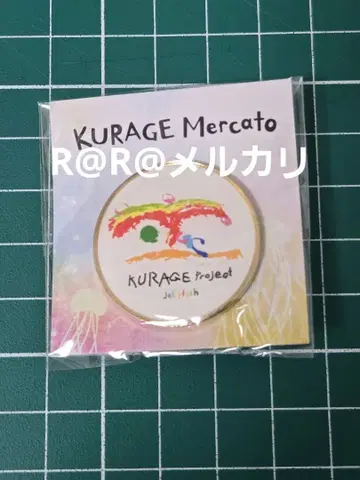 KURAGE Mercato
R@R@メルカリ
KURAGE Project
jellyfish